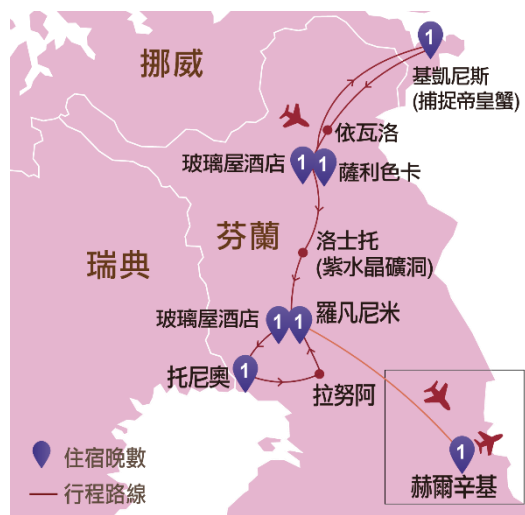 挪威
1
基凱尼斯
(捕捉帝皇蟹)
依瓦洛
玻璃屋酒店
1
1
薩利色卡
芬蘭
瑞典
洛士托
(紫水晶礦洞)
玻璃屋酒店
1
1
羅凡尼米
托尼奧
1
拉努阿
1
赫爾辛基
住宿晚數
行程路線